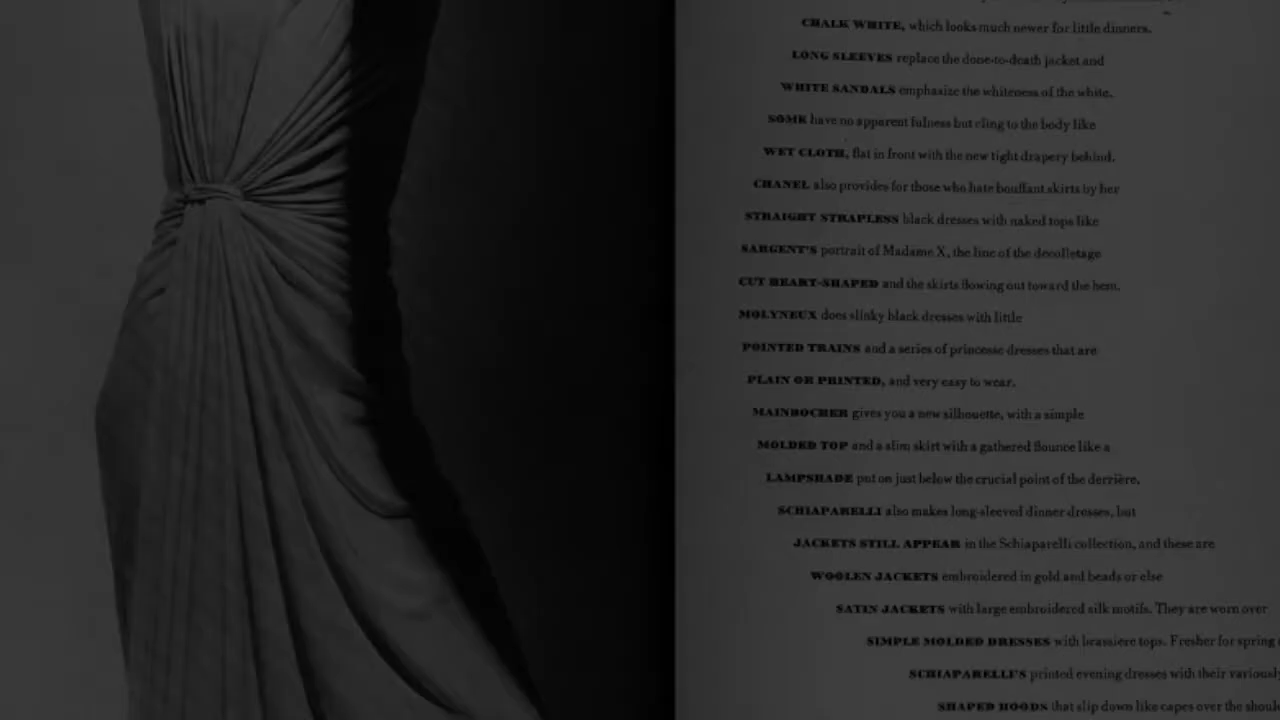 CHALK WHITE, which looks much newer for little dinners.
LONG SLEEVES replace the done-to-death jacket and
WHITE SANDALS emphasize the whiteness of the white.
SOME have no apparent fulness but cling to the body like
WET CLOTH, flat in front with the new tight drapery behind.
CHANEL also provides for those who hate bouffant skirts by her
STRAIGHT STRAPLESS black dresses with naked tops like
SARGENT'S portrait of Madame X, the line of the decolletage
CUT HEART-SHAPED and the skirts flowing out toward the hem.
MOLYNEUX does slinky black dresses with little
POINTED TRAINS and a series of princesse dresses that are
PLAIN OR PRINTED, and very easy to wear.
MAINBOCHER gives you a new silhouette, with a simple
MOLDED TOP and a slim skirt with a gathered flounce like a
LAMPSHADE put on just below the crucial point of the derrière.
SCHIAPARELLI also makes long-sleeved dinner dresses, but
JACKETS STILL APPEAR in the Schiaparelli collection, and these are
WOOLEN JACKETS embroidered in gold and beads or else
SATIN JACKETS with large embroidered silk motifs. They are worn over
SIMPLE MOLDED DRESSES with brassiere tops. Fresher for spring
SCHIAPARELLI'S printed evening dresses with their variously
SHAPED HOODS that slip down like capes over the shoul